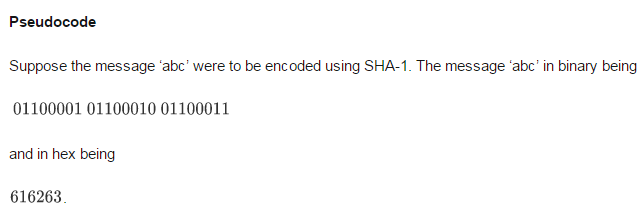 Pseudocode
Suppose the message 'abc' were to be encoded using SHA-1. The message 'abc' in binary being
01100001 01100010 01100011
and in hex being
616263.